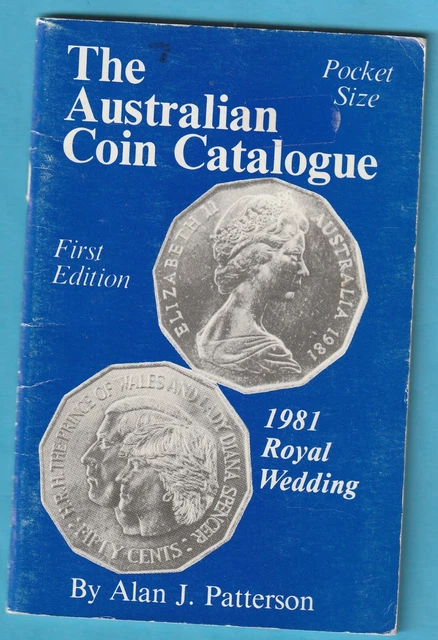 The
Australian
Coin Catalogue
Pocket
Size
First
Edition
ELIZABETH II AUSTRALIA 1981
H.R.H. THE PRINCE OF WALES AND LADY DIANA SPENCER
FIFTY CENTS
1981
Royal
Wedding
By Alan J. Patterson